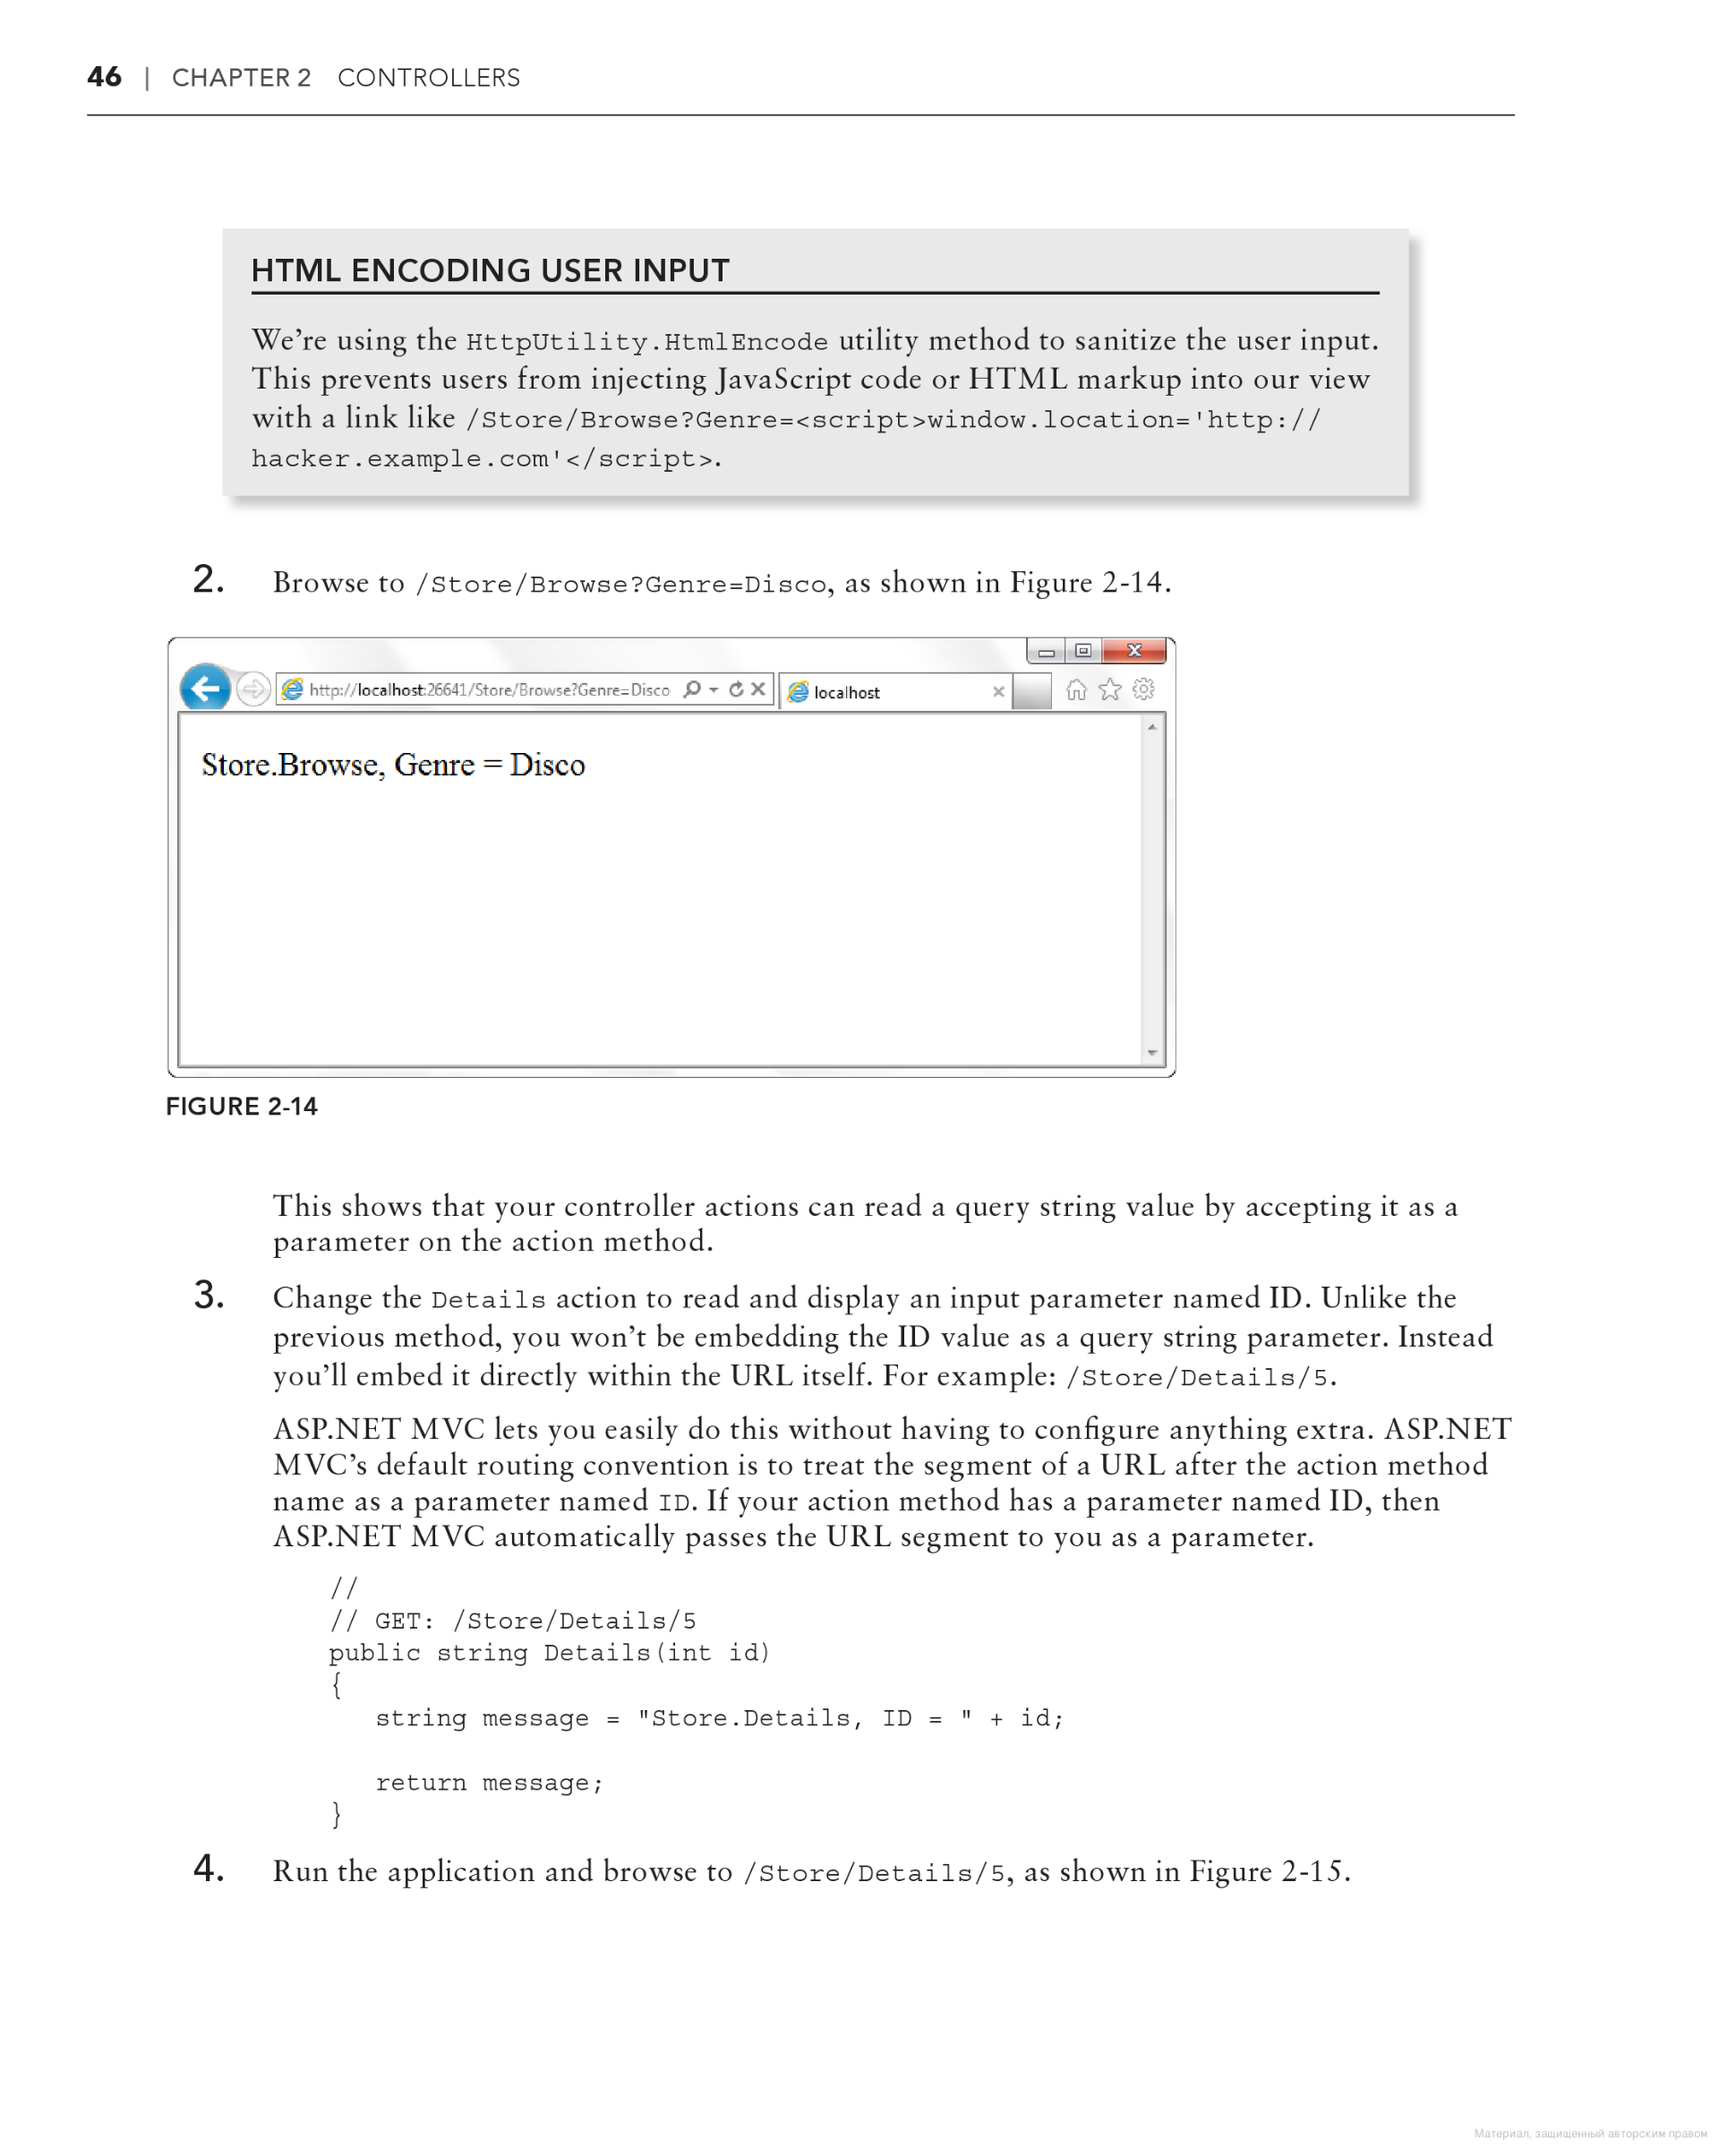 46 | CHAPTER 2 CONTROLLERS
HTML ENCODING USER INPUT
We’re using the HttpUtility.HtmlEncode utility method to sanitize the user input.
This prevents users from injecting JavaScript code or HTML markup into our view
with a link like /Store/Browse?Genre=<script>window.location='http://
hacker.example.com'</script>.
2. Browse to /Store/Browse?Genre=Disco, as shown in Figure 2-14.
http://localhost:26641/Store/Browse?Genre=Disco
localhost
Store.Browse, Genre = Disco
FIGURE 2-14
This shows that your controller actions can read a query string value by accepting it as a
parameter on the action method.
3. Change the Details action to read and display an input parameter named ID. Unlike the
previous method, you won’t be embedding the ID value as a query string parameter. Instead
you’ll embed it directly within the URL itself. For example: /Store/Details/5.
ASP.NET MVC lets you easily do this without having to configure anything extra. ASP.NET
MVC’s default routing convention is to treat the segment of a URL after the action method
name as a parameter named ID. If your action method has a parameter named ID, then
ASP.NET MVC automatically passes the URL segment to you as a parameter.
//
// GET: /Store/Details/5
public string Details(int id)
{
string message = "Store.Details, ID = " + id;
return message;
}
4. Run the application and browse to /Store/Details/5, as shown in Figure 2-15.
Материал, защищенный авторским правом